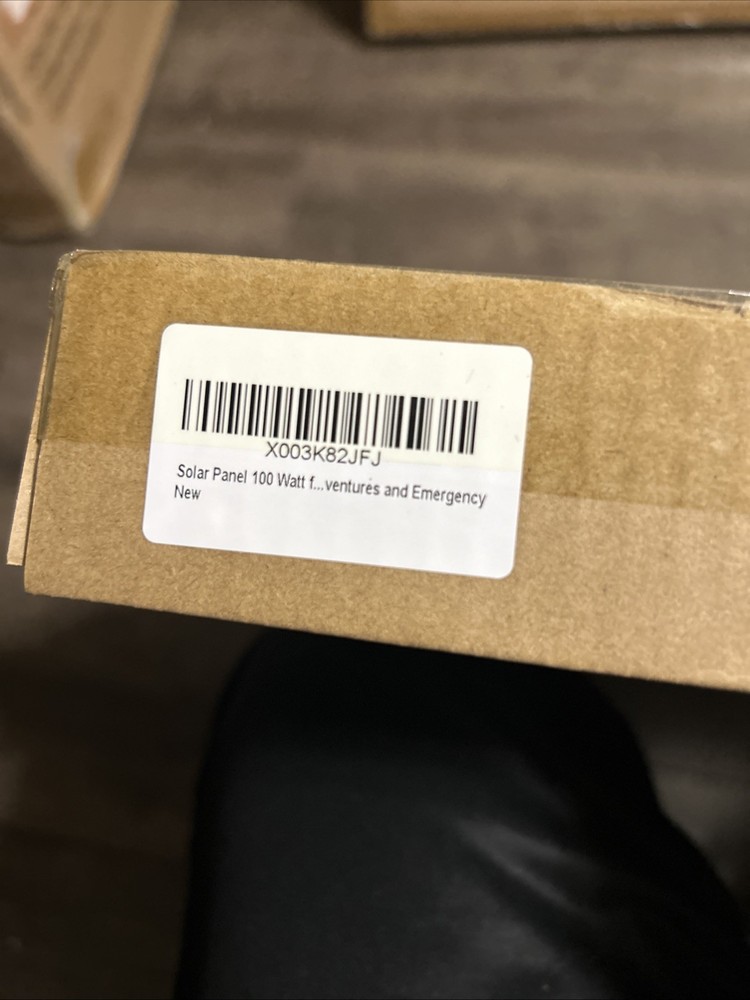 X003K82JFJ
Solar Panel 100 Watt f...ventures and Emergency
New